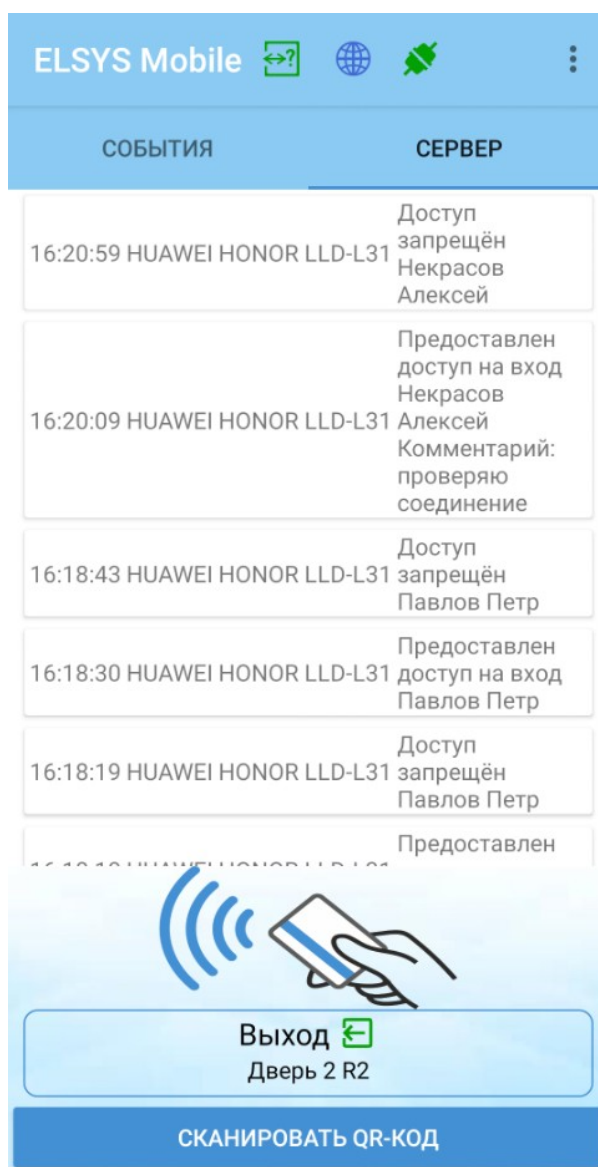 ELSYS Mobile
СОБЫТИЯ
СЕРВЕР
16:20:59 HUAWEI HONOR LLD-L31
Доступ
запрещён
Некрасов
Алексей
16:20:09 HUAWEI HONOR LLD-L31
Предоставлен
доступ на вход
Некрасов
Алексей
Комментарий:
проверяю
соединение
16:18:43 HUAWEI HONOR LLD-L31
Доступ
запрещён
Павлов Петр
16:18:30 HUAWEI HONOR LLD-L31
Предоставлен
доступ на вход
Павлов Петр
16:18:19 HUAWEI HONOR LLD-L31
Доступ
запрещён
Павлов Петр
Предоставлен
Выход
Дверь 2 R2
СКАНИРОВАТЬ QR-КОД